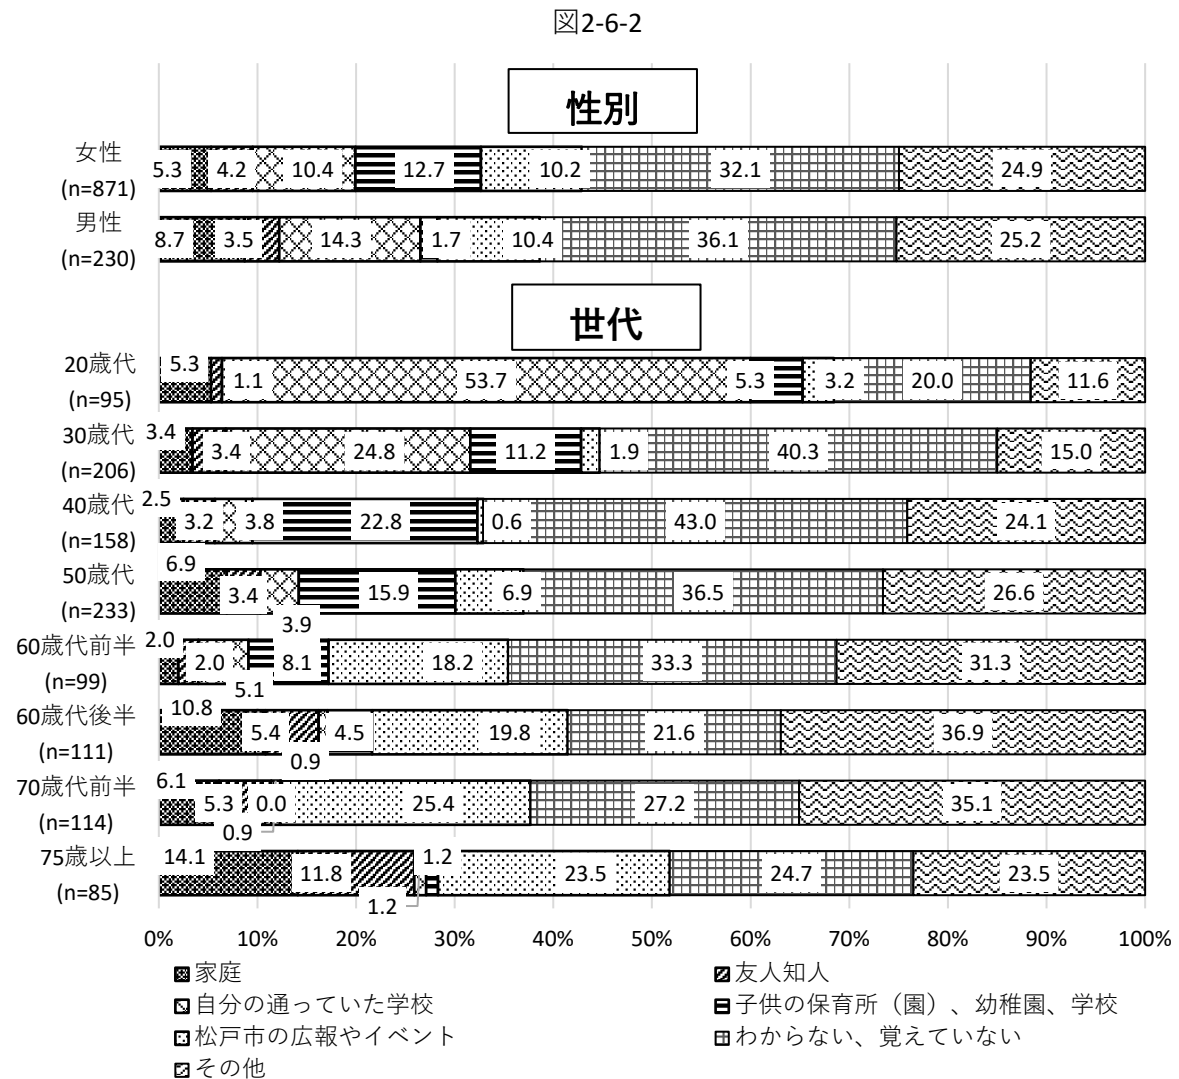 図2-6-2
性別
女性
(n=871)
5.3 4.2 10.4 12.7 10.2 32.1 24.9
男性
(n=230)
8.7 3.5 14.3 1.7 10.4 36.1 25.2
世代
20歳代
(n=95)
5.3 1.1 53.7 5.3 3.2 20.0 11.6
30歳代
(n=206)
3.4 3.4 24.8 11.2 1.9 40.3 15.0
40歳代
(n=158)
2.5 3.2 3.8 22.8 0.6 43.0 24.1
50歳代
(n=233)
6.9 3.4 3.9 15.9 6.9 36.5 26.6
60歳代前半
(n=99)
2.0 2.0 5.1 8.1 18.2 33.3 31.3
60歳代後半
(n=111)
10.8 5.4 0.9 4.5 19.8 21.6 36.9
70歳代前半
(n=114)
6.1 5.3 0.9 0.0 25.4 27.2 35.1
75歳以上
(n=85)
14.1 11.8 1.2 1.2 23.5 24.7 23.5
0% 10% 20% 30% 40% 50% 60% 70% 80% 90% 100%
家庭
友人知人
自分の通っていた学校
子供の保育所（園）、幼稚園、学校
松戸市の広報やイベント
わからない、覚えていない
その他